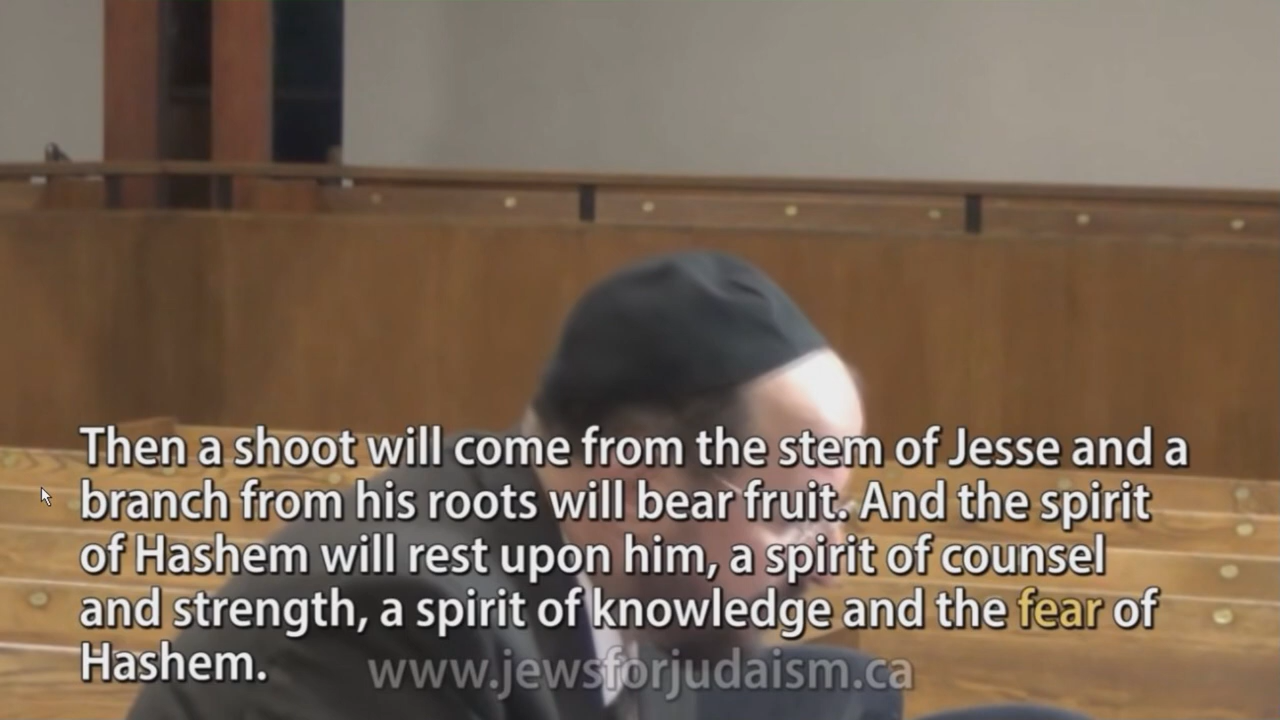 Then a shoot will come from the stem of Jesse and a
branch from his roots will bear fruit. And the spirit
of Hashem will rest upon him, a spirit of counsel
and strength, a spirit of knowledge and the fear of
Hashem.
www.jewsforjudaism.ca